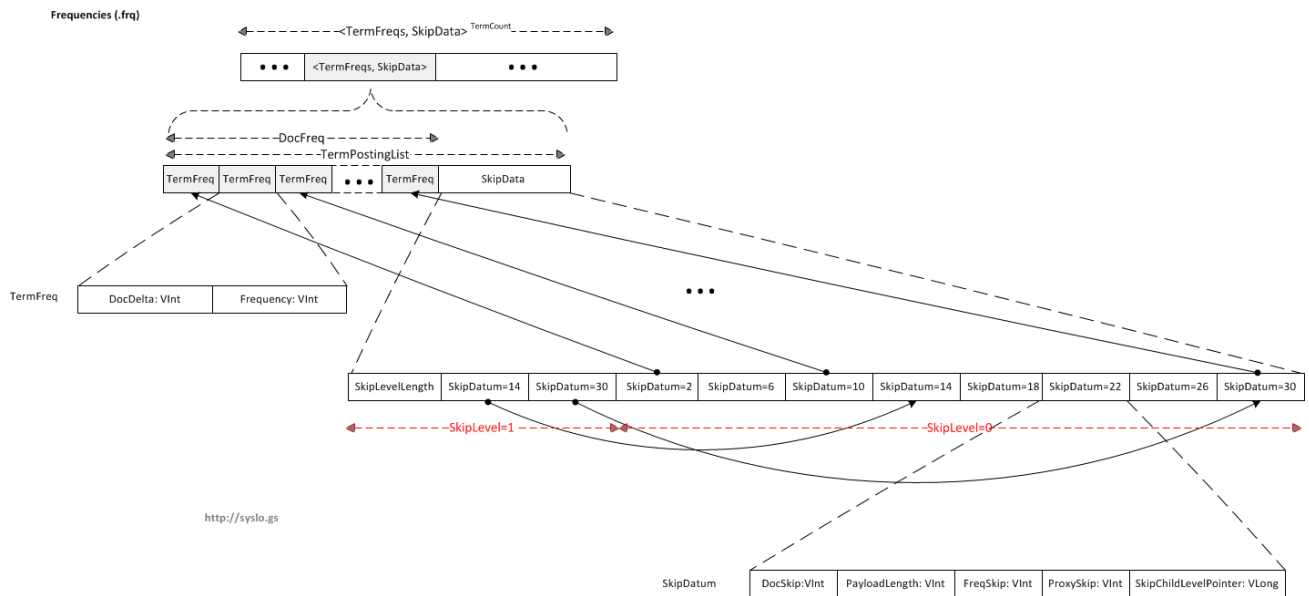 Frequencies (.frq)
<TermFreqs, SkipData> TermCount
••• <TermFreqs, SkipData> •••
DocFreq
TermPostingList
TermFreq TermFreq TermFreq ••• TermFreq SkipData
•••
TermFreq DocDelta: VInt Frequency: VInt
SkipLevelLength SkipDatum=14 SkipDatum=30 SkipDatum=2 SkipDatum=6 SkipDatum=10 SkipDatum=14 SkipDatum=18 SkipDatum=22 SkipDatum=26 SkipDatum=30
SkipLevel=1 SkipLevel=0
http://syslo.gs
SkipDatum DocSkip:VInt PayloadLength: VInt FreqSkip: VInt ProxySkip: VInt SkipChildLevelPointer: VLong